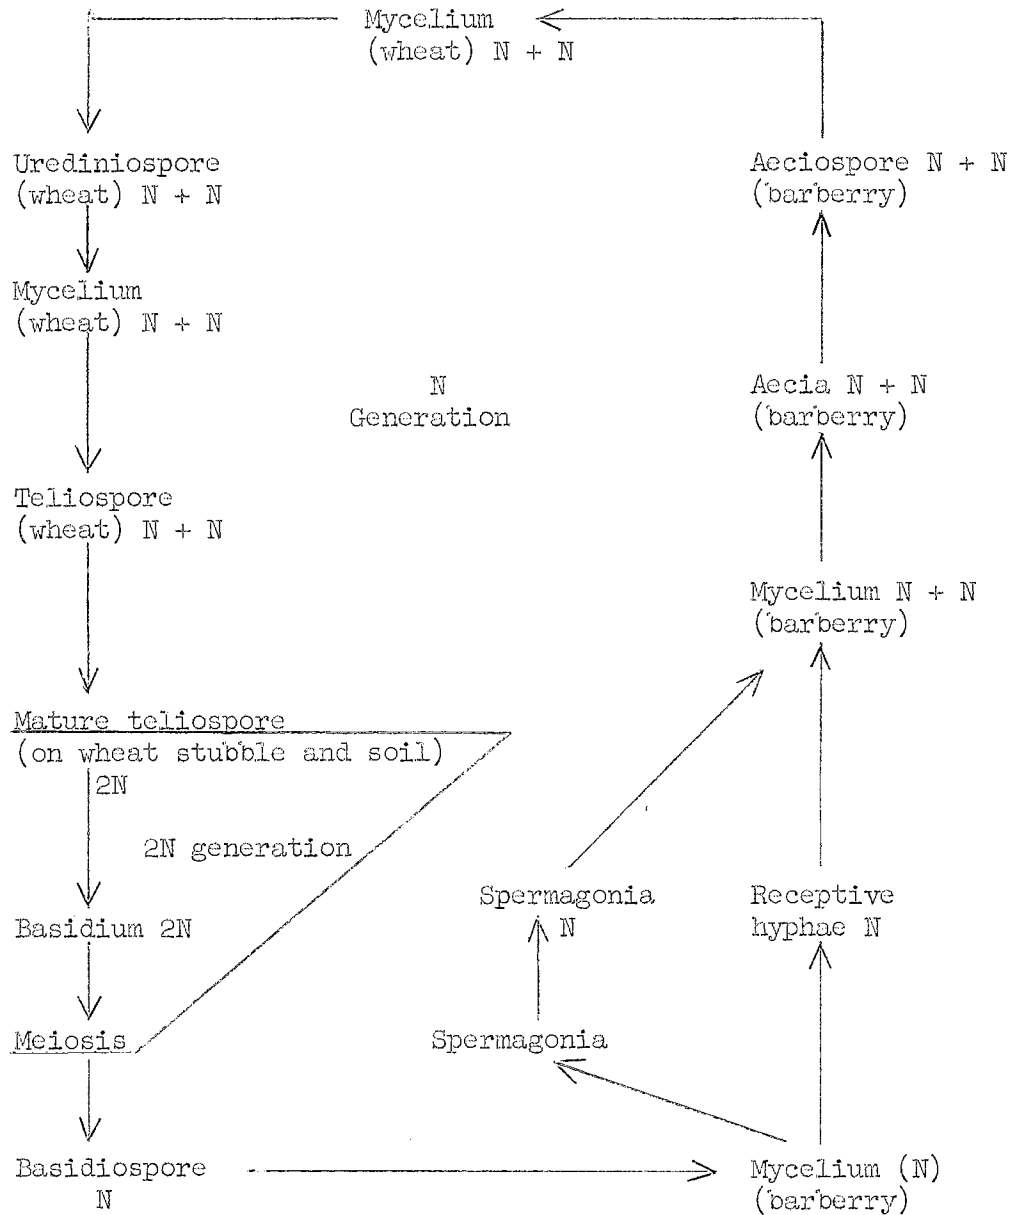 Mycelium
(wheat) N + N
Urediniospore
(wheat) N + N
Mycelium
(wheat) N + N
Teliospore
(wheat) N + N
Mature teliospore
(on wheat stubble and soil)
2N
2N generation
Basidium 2N
Meiosis
Basidiospore
N
N
Generation
Aeciospore N + N
(barberry)
Aecia N + N
(barberry)
Mycelium N + N
(barberry)
Spermagonia
N
Receptive
hyphae N
Spermagonia
Mycelium (N)
(barberry)